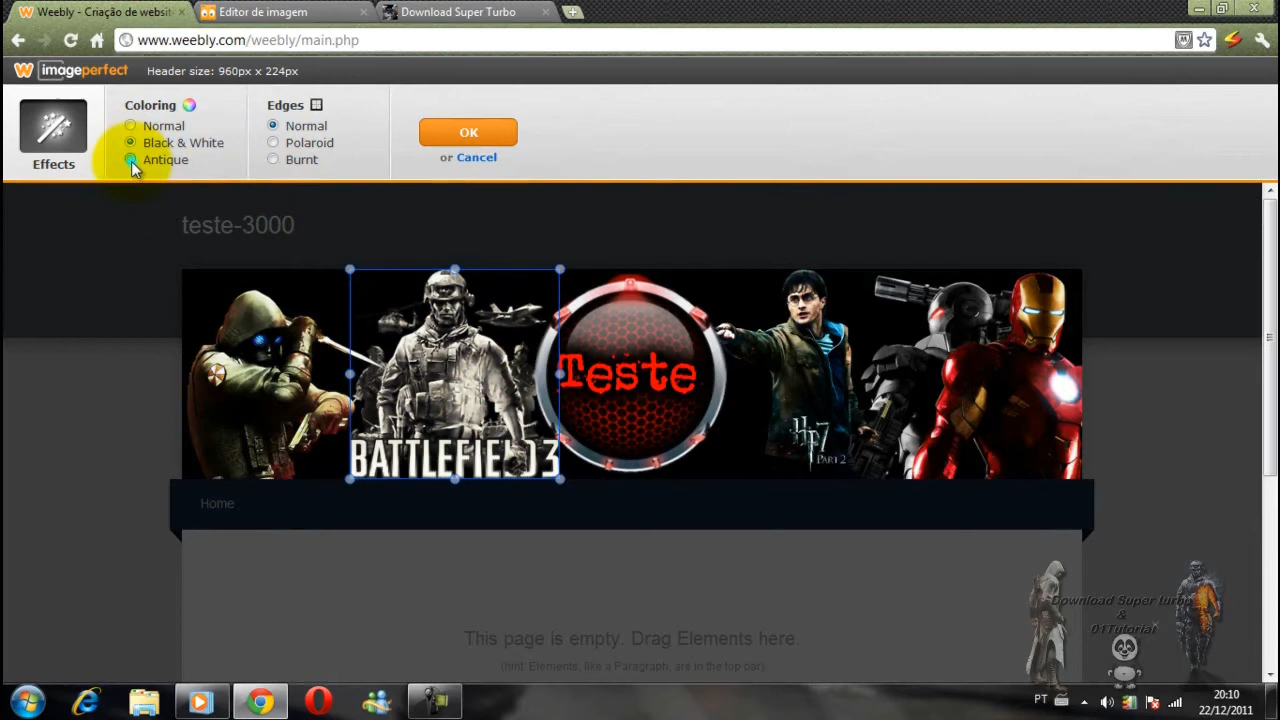 Weebly - Criação de websit
Editor de imagem
Download Super Turbo
www.weebly.com/weebly/main.php
W imageperfect Header size: 960px x 224px
Effects
Coloring
Normal
Black & White
Antique
Edges
Normal
Polaroid
Burnt
OK
or Cancel
teste-3000
BATTLEFIELD 3
Teste
HP7
PART 2
Home
This page is empty. Drag Elements here.
(hint: Elements, like a Paragraph, are in the top bar)
Download Super turbo
&
01Tutorial
PT
20:10
22/12/2011